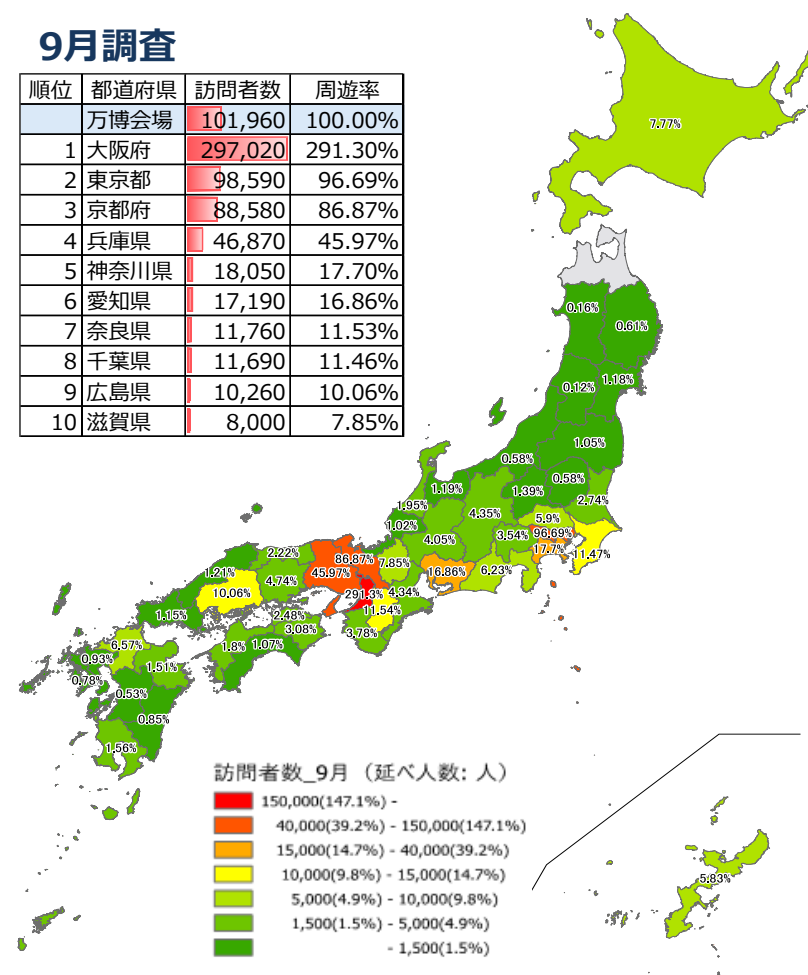 9月調査
順位 都道府県 訪問者数 周遊率
万博会場 101,960 100.00%
1 大阪府 297,020 291.30%
2 東京都 98,590 96.69%
3 京都府 88,580 86.87%
4 兵庫県 46,870 45.97%
5 神奈川県 18,050 17.70%
6 愛知県 17,190 16.86%
7 奈良県 11,760 11.53%
8 千葉県 11,690 11.46%
9 広島県 10,260 10.06%
10 滋賀県 8,000 7.85%
7.77%
0.16%
0.61%
0.12%
1.18%
1.05%
0.58%
0.58%
1.19%
1.39%
2.74%
1.95%
4.35%
5.9%
1.02%
4.05%
3.54%
96.69%
17.7%
11.47%
2.22%
86.87%
7.85%
16.86%
6.23%
1.21%
4.74%
45.97%
10.06%
291.3%
4.34%
11.54%
1.15%
2.48%
3.08%
3.78%
6.57%
1.8%
1.07%
0.93%
1.51%
0.78%
0.53%
0.85%
1.56%
5.83%
訪問者数_9月（延べ人数: 人）
150,000(147.1%) -
40,000(39.2%) - 150,000(147.1%)
15,000(14.7%) - 40,000(39.2%)
10,000(9.8%) - 15,000(14.7%)
5,000(4.9%) - 10,000(9.8%)
1,500(1.5%) - 5,000(4.9%)
- 1,500(1.5%)